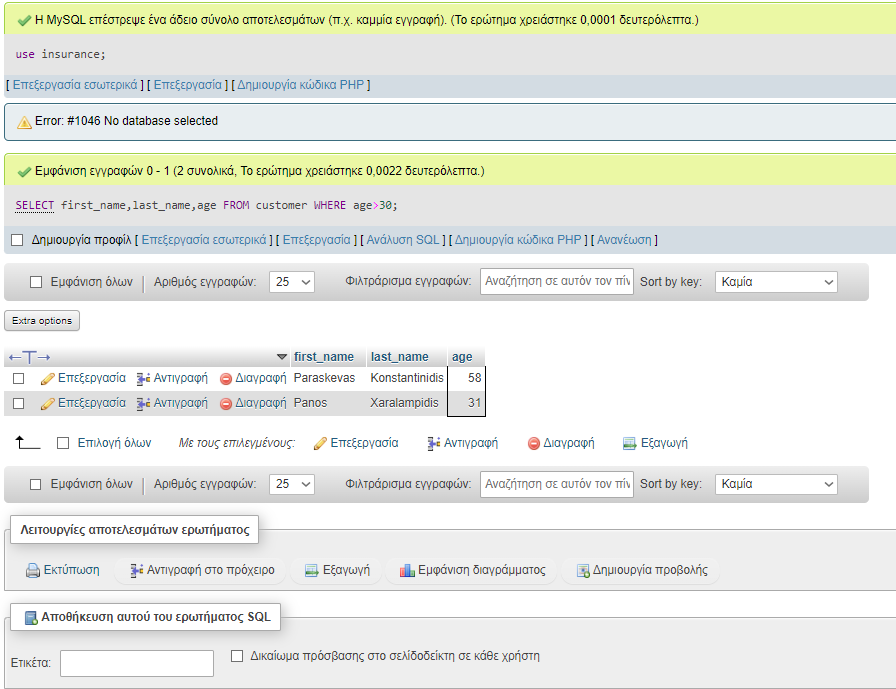 Η MySQL επέστρεψε ένα άδειο σύνολο αποτελεσμάτων (π.χ. καμμία εγγραφή). (Το ερώτημα χρειάστηκε 0,0001 δευτερόλεπτα.)
use insurance;
[ Επεξεργασία εσωτερικά ] [ Επεξεργασία ] [ Δημιουργία κώδικα PHP ]
Error: #1046 No database selected
Εμφάνιση εγγραφών 0 - 1 (2 συνολικά, Το ερώτημα χρειάστηκε 0,0022 δευτερόλεπτα.)
SELECT first_name,last_name,age FROM customer WHERE age>30;
Δημιουργία προφίλ [ Επεξεργασία εσωτερικά ] [ Επεξεργασία ] [ Ανάλυση SQL ] [ Δημιουργία κώδικα PHP ] [ Ανανέωση ]
Εμφάνιση όλων | Αριθμός εγγραφών: 25 Φιλτράρισμα εγγραφών: Αναζήτηση σε αυτόν τον πίν Sort by key: Καμία
Extra options
←T→ first_name last_name age
Επεξεργασία Αντιγραφή Διαγραφή Paraskevas Konstantinidis 58
Επεξεργασία Αντιγραφή Διαγραφή Panos Xaralampidis 31
Επιλογή όλων Με τους επιλεγμένους: Επεξεργασία Αντιγραφή Διαγραφή Εξαγωγή
Εμφάνιση όλων | Αριθμός εγγραφών: 25 Φιλτράρισμα εγγραφών: Αναζήτηση σε αυτόν τον πίν Sort by key: Καμία
Λειτουργίες αποτελεσμάτων ερωτήματος
Εκτύπωση Αντιγραφή στο πρόχειρο Εξαγωγή Εμφάνιση διαγράμματος Δημιουργία προβολής
Αποθήκευση αυτού του ερωτήματος SQL
Ετικέτα: Δικαίωμα πρόσβασης στο σελιδοδείκτη σε κάθε χρήστη